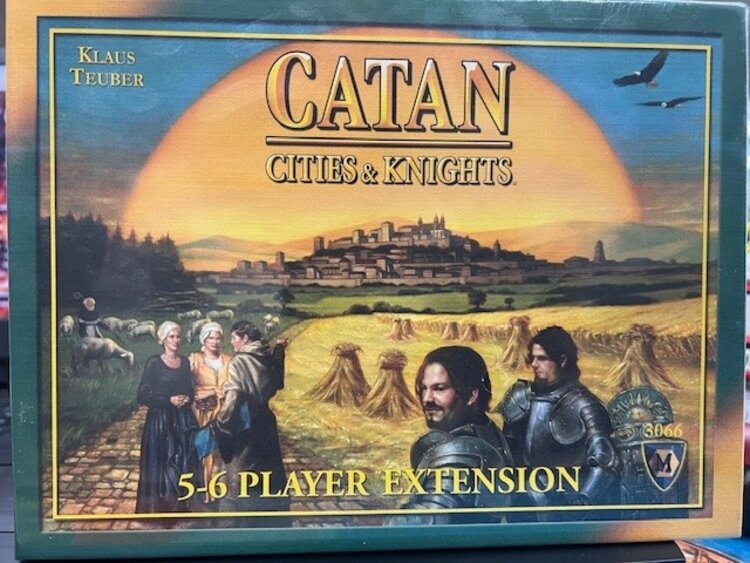 KLAUS
TEUBER
CATAN
CITIES & KNIGHTS
3066
M
5-6 PLAYER EXTENSION